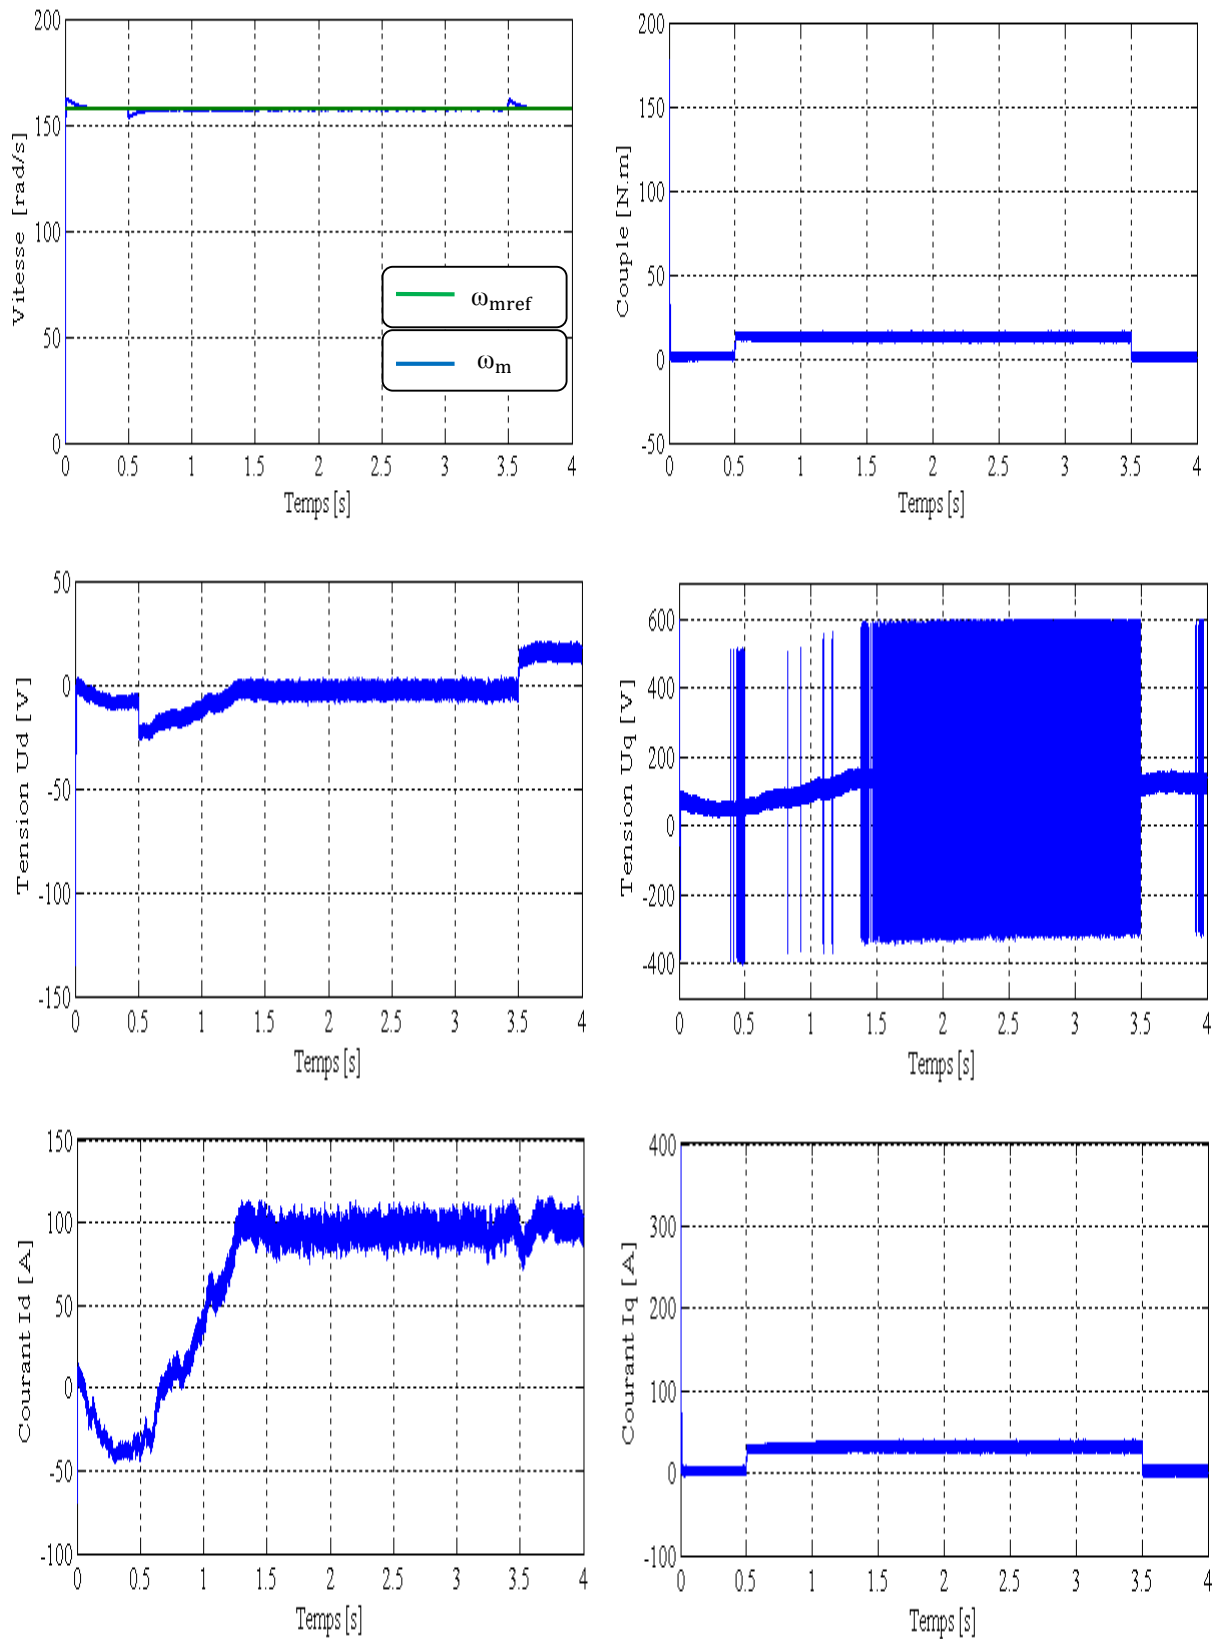 200
150
100
50
0
Vitesse [rad/s]
ωmref
ωm
0 0.5 1 1.5 2 2.5 3 3.5 4
Temps[s]
200
150
100
50
0
-50
Couple [N.m]
0 0.5 1 1.5 2 2.5 3 3.5 4
Temps[s]
50
0
-50
-100
-150
Tension Ud [V]
0 0.5 1 1.5 2 2.5 3 3.5 4
Temps[s]
600
400
200
0
-200
-400
Tension Uq [V]
0 0.5 1 1.5 2 2.5 3 3.5 4
Temps[s]
150
100
50
0
-50
-100
Courant Id [A]
0 0.5 1 1.5 2 2.5 3 3.5 4
Temps[s]
400
300
200
100
0
-100
Courant Iq [A]
0 0.5 1 1.5 2 2.5 3 3.5 4
Temps[s]